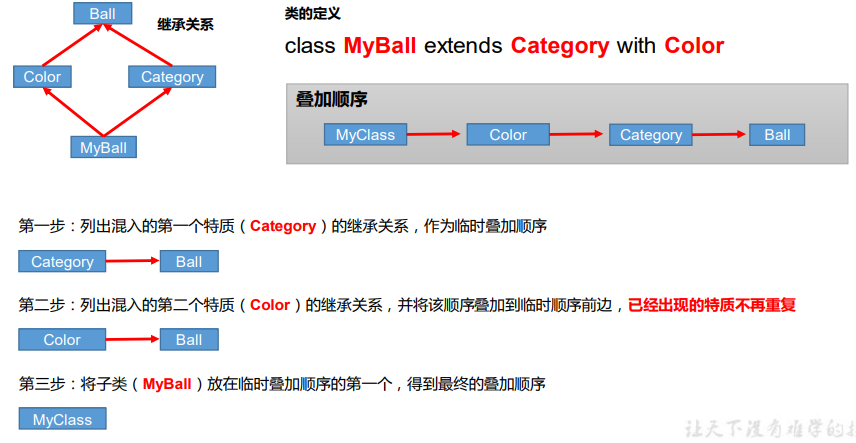 Ball
继承关系
Color
Category
MyBall
类的定义
class MyBall extends Category with Color
叠加顺序
MyClass
Color
Category
Ball
第一步：列出混入的第一个特质（Category）的继承关系，作为临时叠加顺序
Category
Ball
第二步：列出混入的第二个特质（Color）的继承关系，并将该顺序叠加到临时顺序前边，已经出现的特质不再重复
Color
Ball
第三步：将子类（MyBall）放在临时叠加顺序的第一个，得到最终的叠加顺序
MyClass
让天下没有难学的